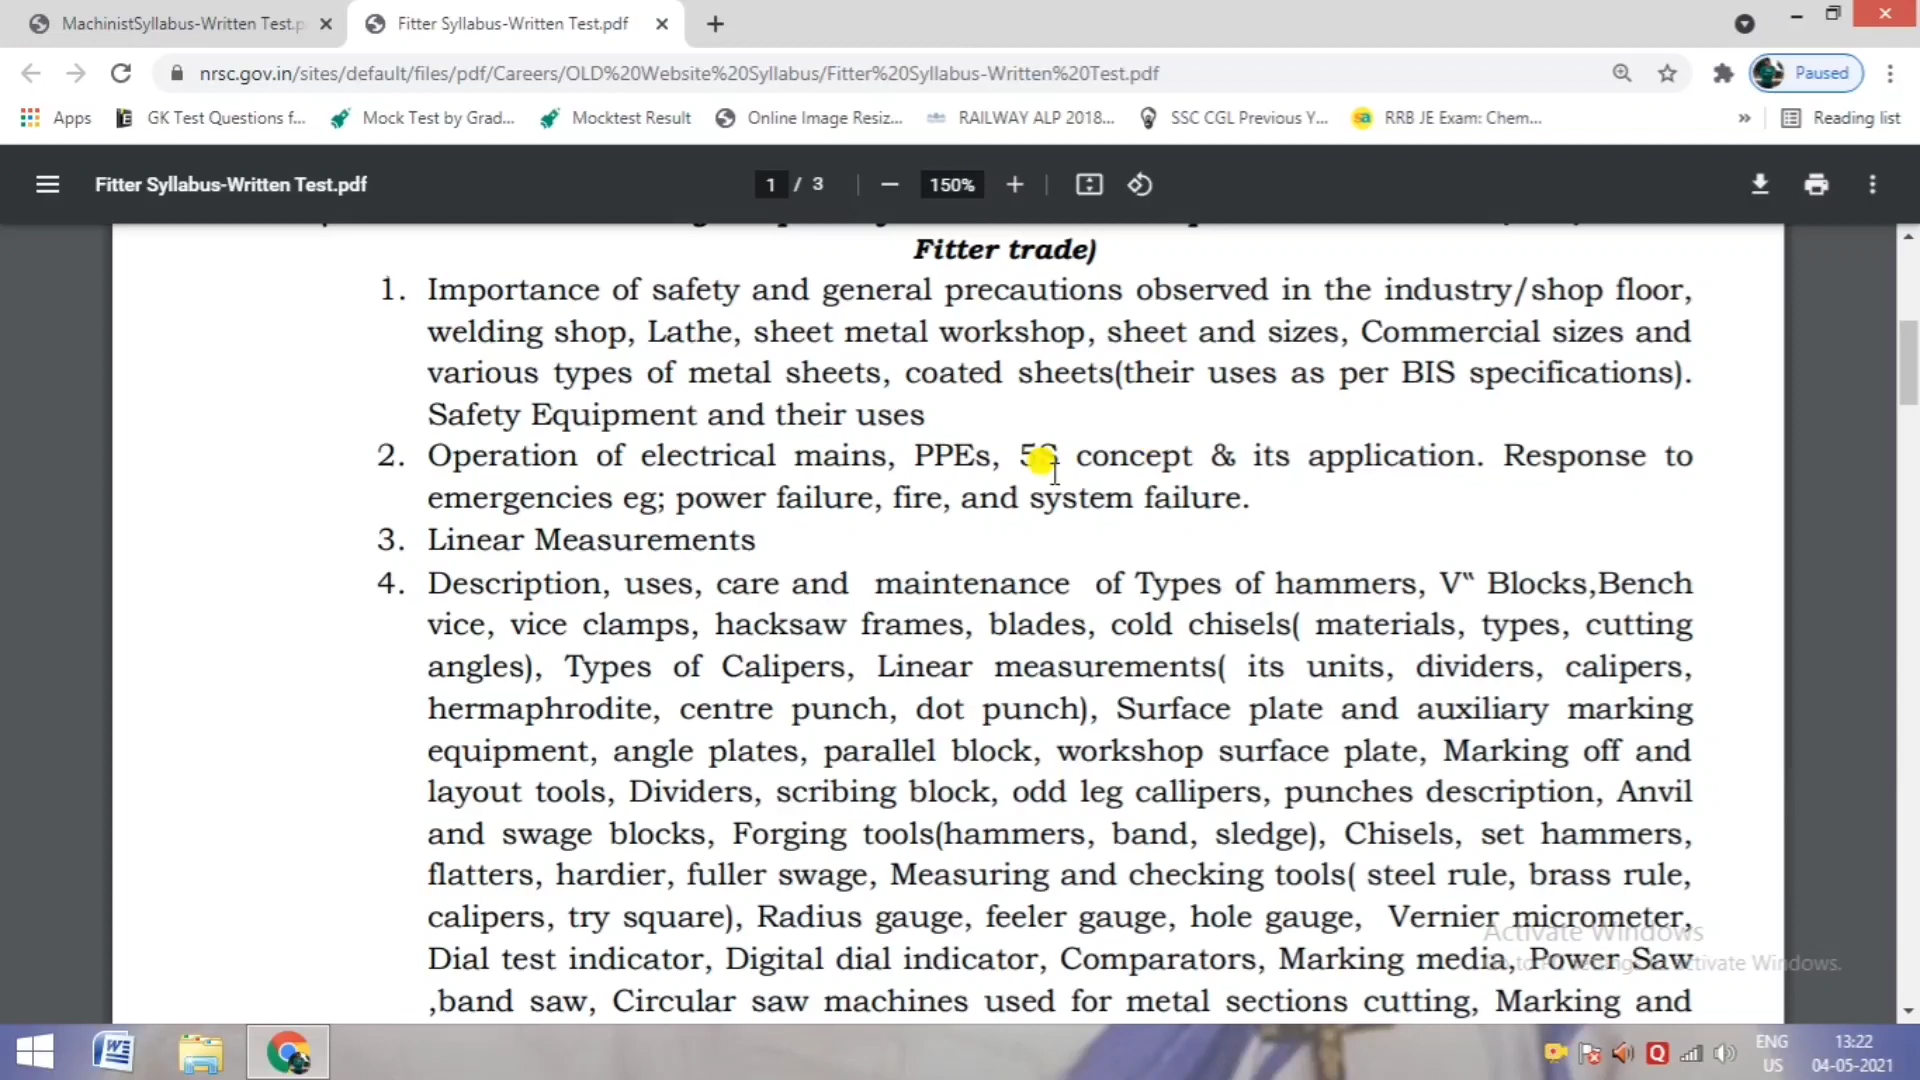 MachinistSyllabus-Written Test.p
Fitter Syllabus-Written Test.pdf
nrsc.gov.in/sites/default/files/pdf/Careers/OLD%20Website%20Syllabus/Fitter%20Syllabus-Written%20Test.pdf
Paused
Apps
GK Test Questions f...
Mock Test by Grad...
Mocktest Result
Online Image Resiz...
RAILWAY ALP 2018...
SSC CGL Previous Y...
sa
RRB JE Exam: Chem...
»
Reading list
Fitter Syllabus-Written Test.pdf
1 / 3
150%
Fitter trade)
1. Importance of safety and general precautions observed in the industry/shop floor,
welding shop, Lathe, sheet metal workshop, sheet and sizes, Commercial sizes and
various types of metal sheets, coated sheets(their uses as per BIS specifications).
Safety Equipment and their uses
2. Operation of electrical mains, PPEs, 5S concept & its application. Response to
emergencies eg; power failure, fire, and system failure.
3. Linear Measurements
4. Description, uses, care and maintenance of Types of hammers, V‟ Blocks,Bench
vice, vice clamps, hacksaw frames, blades, cold chisels( materials, types, cutting
angles), Types of Calipers, Linear measurements( its units, dividers, calipers,
hermaphrodite, centre punch, dot punch), Surface plate and auxiliary marking
equipment, angle plates, parallel block, workshop surface plate, Marking off and
layout tools, Dividers, scribing block, odd leg callipers, punches description, Anvil
and swage blocks, Forging tools(hammers, band, sledge), Chisels, set hammers,
flatters, hardier, fuller swage, Measuring and checking tools( steel rule, brass rule,
calipers, try square), Radius gauge, feeler gauge, hole gauge, Vernier micrometer,
Dial test indicator, Digital dial indicator, Comparators, Marking media, Power Saw
,band saw, Circular saw machines used for metal sections cutting, Marking and
Activate Windows
activate Windows.
ENG
US
13:22
04-05-2021